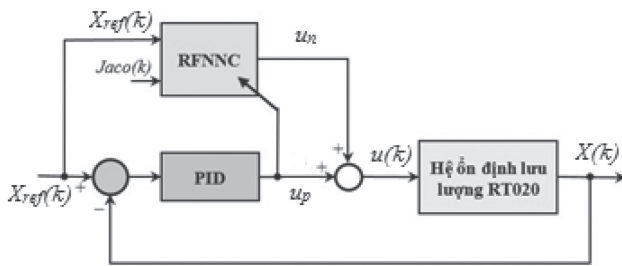 Xref(k)
RFNNC
un
Jaco(k)
Xref(k)
+
−
PID
up
+
+
u(k)
Hệ ổn định lưu
lượng RT020
X(k)